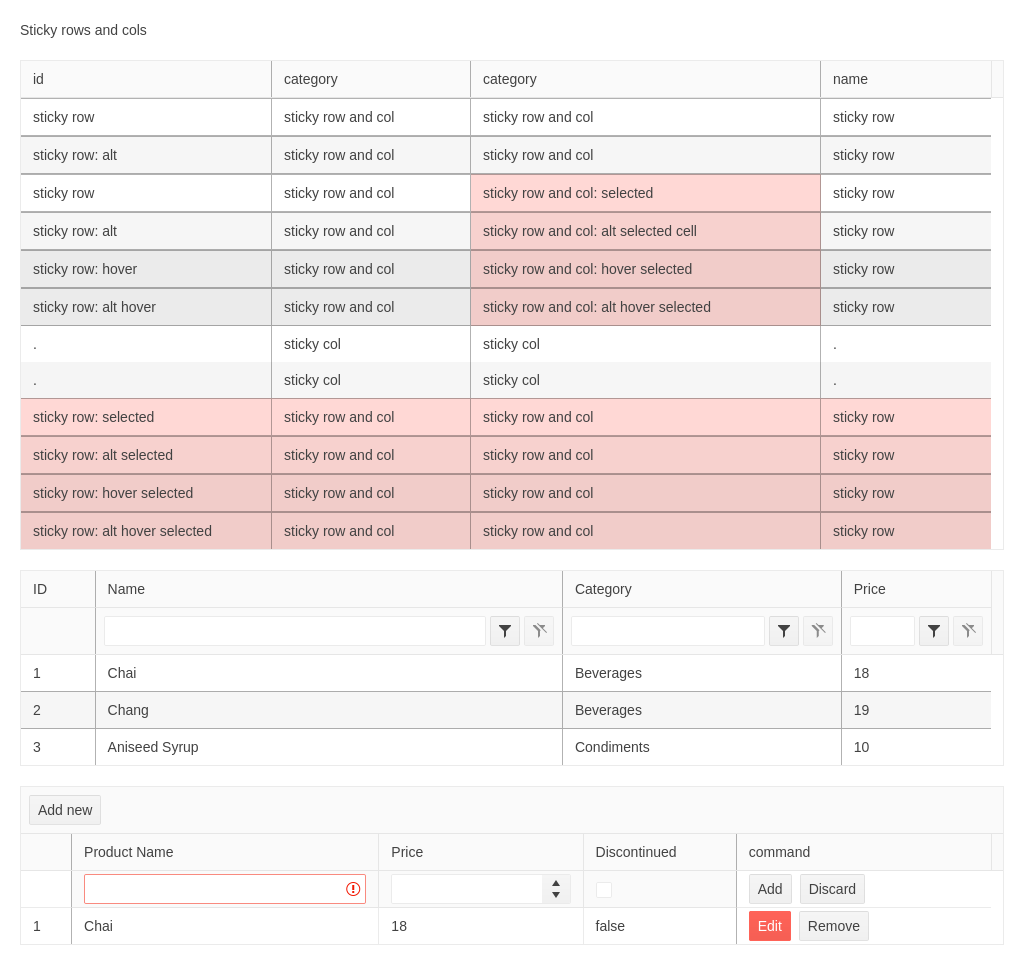 Sticky rows and cols
id category category name
sticky row sticky row and col sticky row and col sticky row
sticky row: alt sticky row and col sticky row and col sticky row
sticky row sticky row and col sticky row and col: selected sticky row
sticky row: alt sticky row and col sticky row and col: alt selected cell sticky row
sticky row: hover sticky row and col sticky row and col: hover selected sticky row
sticky row: alt hover sticky row and col sticky row and col: alt hover selected sticky row
. sticky col sticky col .
. sticky col sticky col .
sticky row: selected sticky row and col sticky row and col sticky row
sticky row: alt selected sticky row and col sticky row and col sticky row
sticky row: hover selected sticky row and col sticky row and col sticky row
sticky row: alt hover selected sticky row and col sticky row and col sticky row
ID Name Category Price
1 Chai Beverages 18
2 Chang Beverages 19
3 Aniseed Syrup Condiments 10
Add new
Product Name Price Discontinued command
Add Discard
1 Chai 18 false Edit Remove